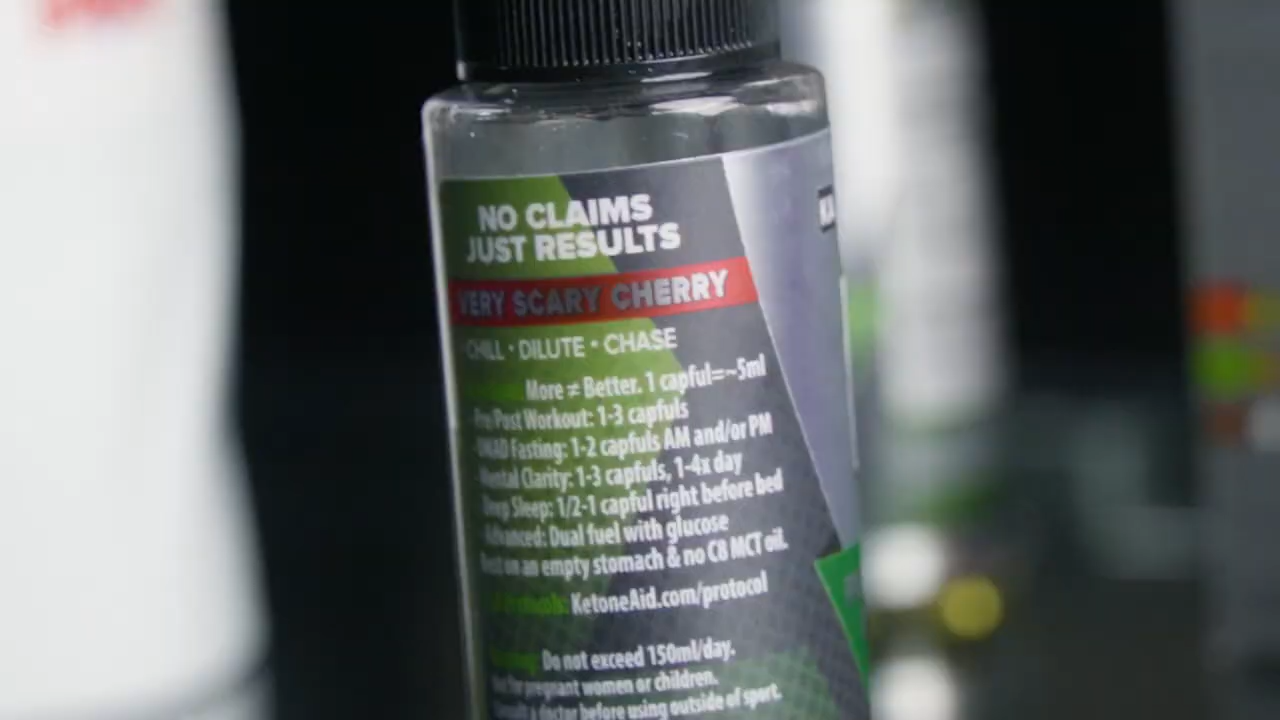 NO CLAIMS
JUST RESULTS
VERY SCARY CHERRY
CHILL • DILUTE • CHASE
More ≠ Better. 1 capful=~5ml
Pre Post Workout: 1-3 capfuls
OMAD Fasting: 1-2 capfuls AM and/or PM
Mental Clarity: 1-3 capfuls, 1-4x day
Deep Sleep: 1/2-1 capful right before bed
Advanced: Dual fuel with glucose
Best on an empty stomach & no C8 MCT oil.
KetoneAid.com/protocol
Do not exceed 150ml/day.
Not for pregnant women or children.
Consult a doctor before using outside of sport.